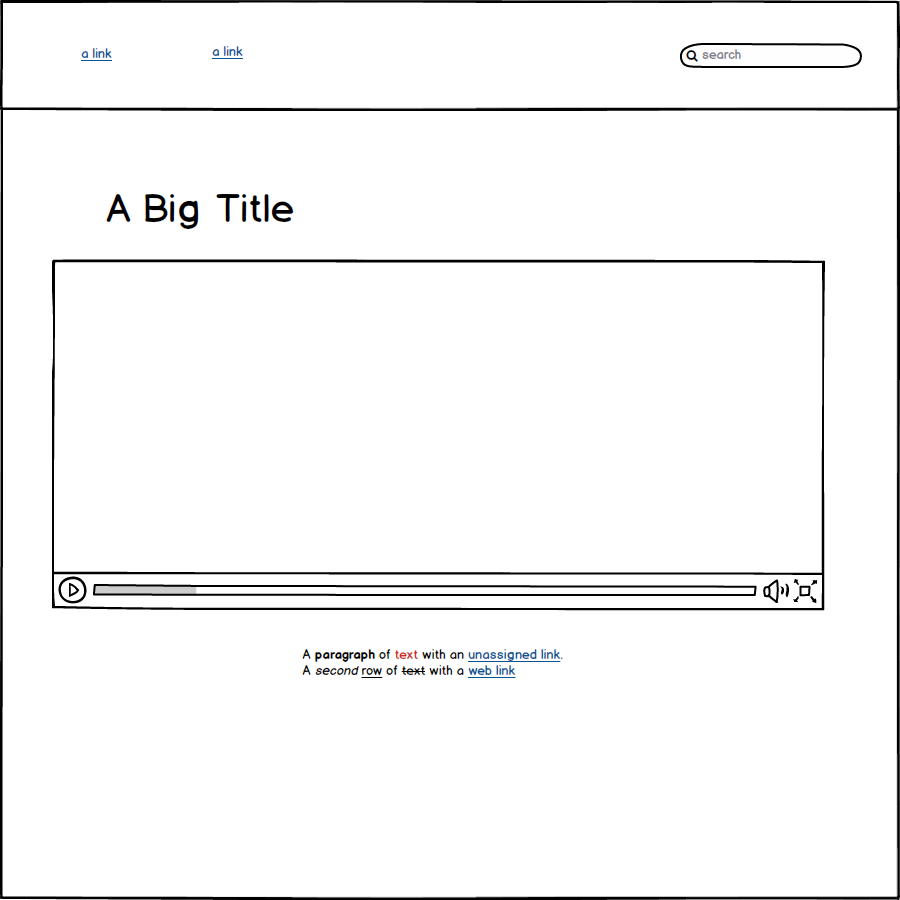 a link
a link
search
A Big Title
A paragraph of text with an unassigned link.
A second row of text with a web link